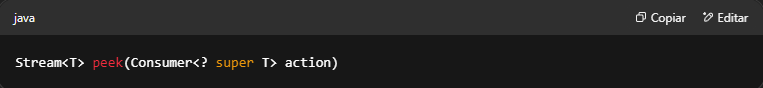 java Copiar Editar
Stream<T> peek(Consumer<? super T> action)